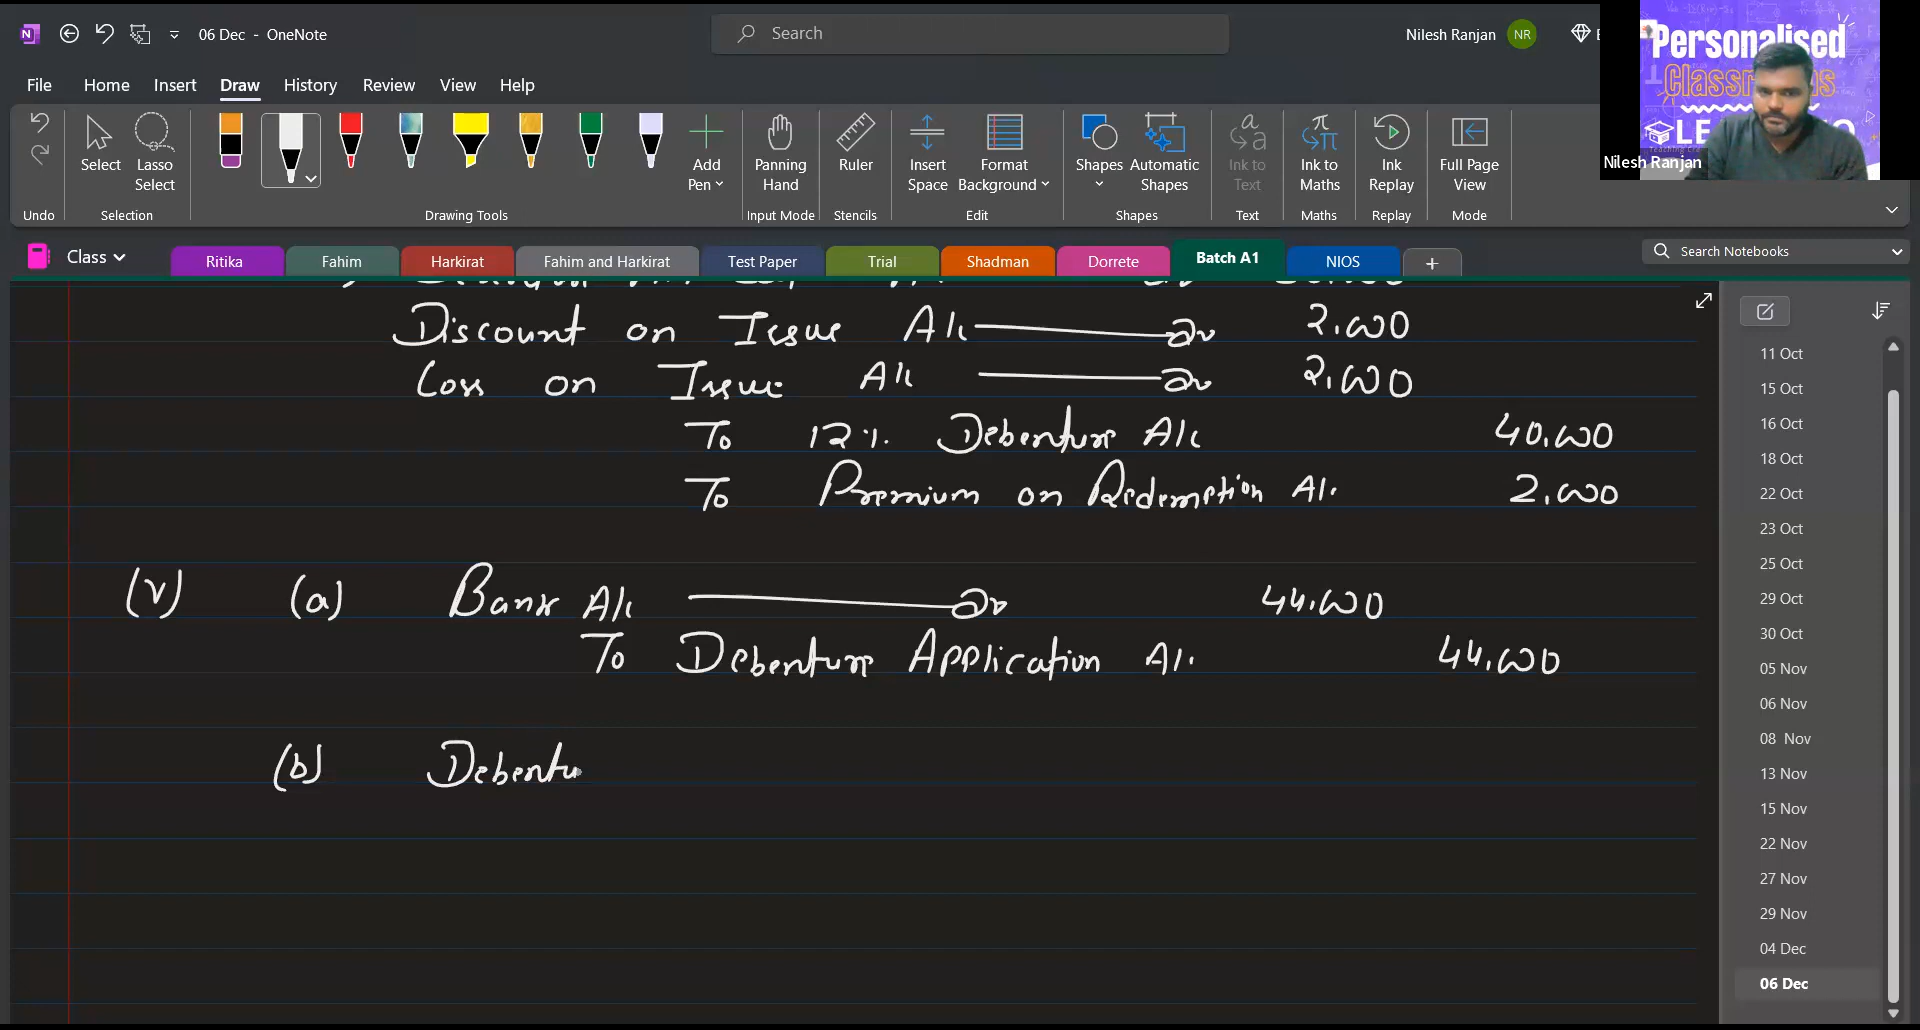 06 Dec - OneNote
Search
Nilesh Ranjan NR
Personalised
Classrooms
Nilesh Ranjan
File Home Insert Draw History Review View Help
Select Lasso Select Add Pen Panning Hand Ruler Insert Space Format Background Shapes Automatic Shapes Ink to Text Ink to Maths Ink Replay Full Page View
Undo Selection Drawing Tools Input Mode Stencils Edit Shapes Text Maths Replay Mode
Class Ritika Fahim Harkirat Fahim and Harkirat Test Paper Trial Shadman Dorrete Batch A1 NIOS + Search Notebooks
Discount on Issue A/c Dr 2,000
Loss on Issue A/c Dr 2,000
To 12%. Debenture A/c 40,000
To Premium on Redemption A/c 2,000
(v) (a) Bank A/c Dr 44,000
To Debenture Application A/c 44,000
(b) Debentu
11 Oct
15 Oct
16 Oct
18 Oct
22 Oct
23 Oct
25 Oct
29 Oct
30 Oct
05 Nov
06 Nov
08 Nov
13 Nov
15 Nov
22 Nov
27 Nov
29 Nov
04 Dec
06 Dec